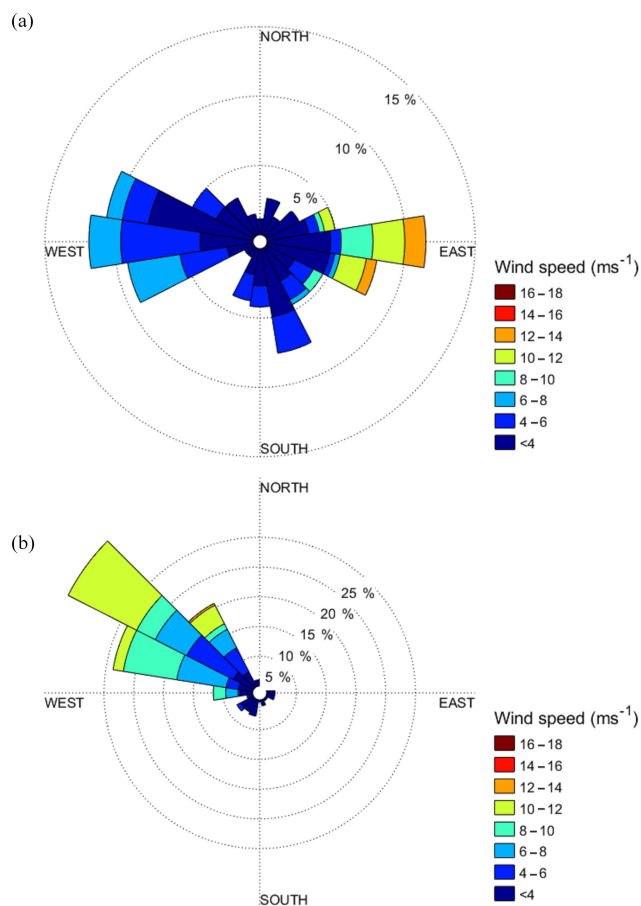 (a)
NORTH
15 %
10 %
5 %
WEST
EAST
SOUTH
Wind speed (ms⁻¹)
16 – 18
14 – 16
12 – 14
10 – 12
8 – 10
6 – 8
4 – 6
<4
(b)
NORTH
25 %
20 %
15 %
10 %
5 %
WEST
EAST
SOUTH
Wind speed (ms⁻¹)
16 – 18
14 – 16
12 – 14
10 – 12
8 – 10
6 – 8
4 – 6
<4